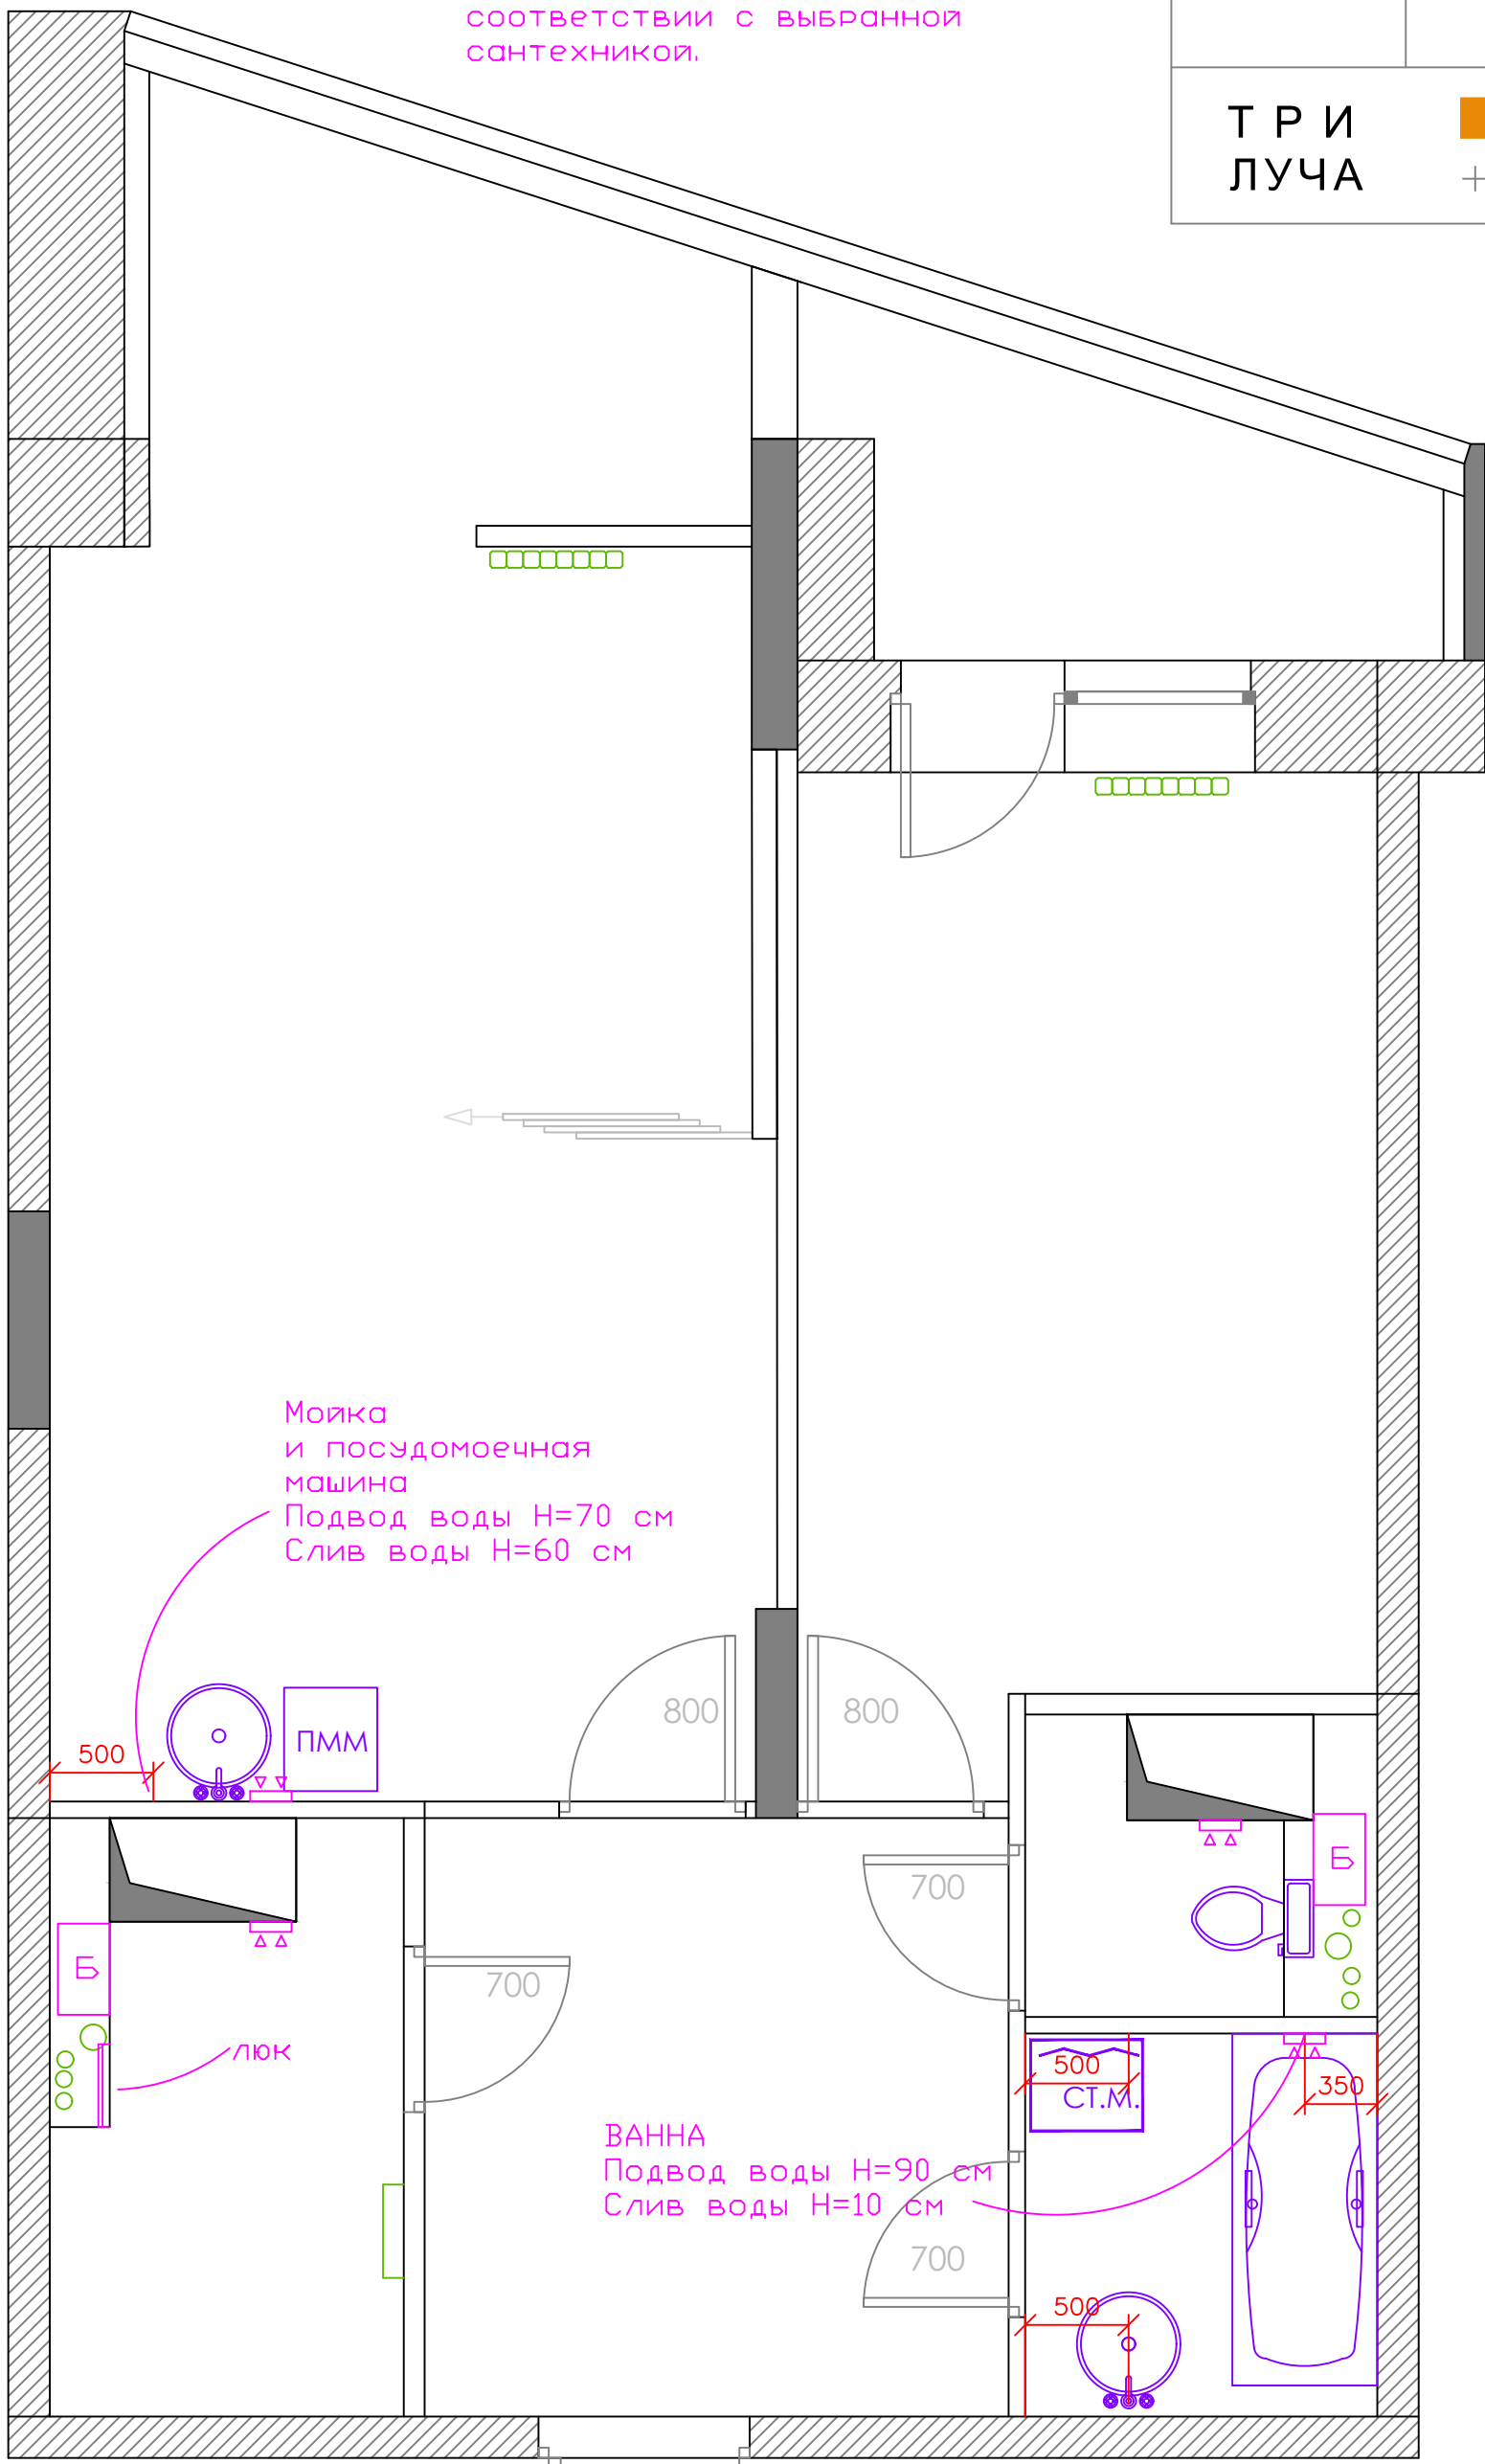 соответствии с выбранной
сантехникой.
ТРИ
ЛУЧА
Мойка
и посудомоечная
машина
Подвод воды Н=70 см
Слив воды Н=60 см
800
800
500
ПММ
700
Б
Б
700
люк
500
350
СТ.М.
ВАННА
Подвод воды Н=90 см
Слив воды Н=10 см
700
500